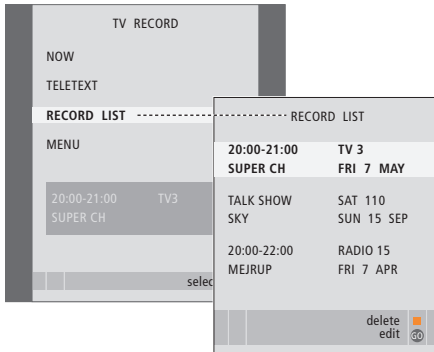 TV RECORD
NOW
TELETEXT
RECORD LIST
MENU
20:00-21:00 TV3
SUPER CH
selec
RECORD LIST
20:00-21:00 TV 3
SUPER CH FRI 7 MAY
TALK SHOW SAT 110
SKY SUN 15 SEP
20:00-22:00 RADIO 15
MEJRUP FRI 7 APR
delete
edit GO